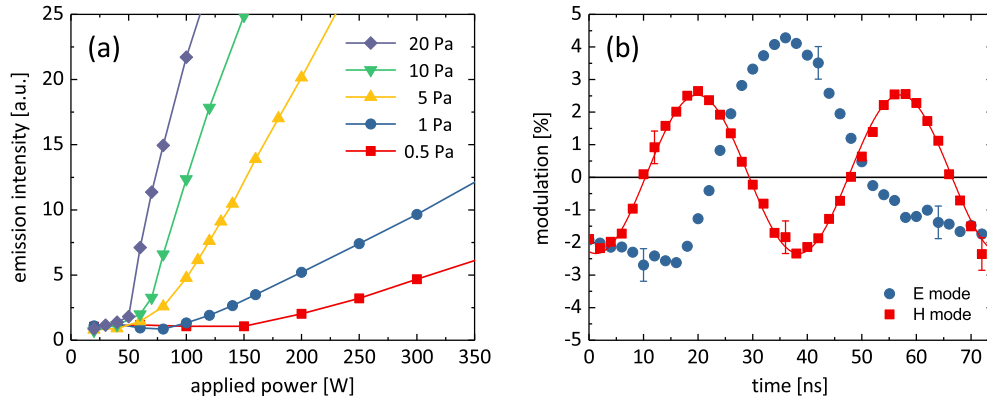 (a)
25
20
15
10
5
0
emission intensity [a.u.]
20 Pa
10 Pa
5 Pa
1 Pa
0.5 Pa
0 50 100 150 200 250 300 350
applied power [W]
(b)
5
4
3
2
1
0
-1
-2
-3
-4
-5
modulation [%]
E mode
H mode
0 10 20 30 40 50 60 70
time [ns]